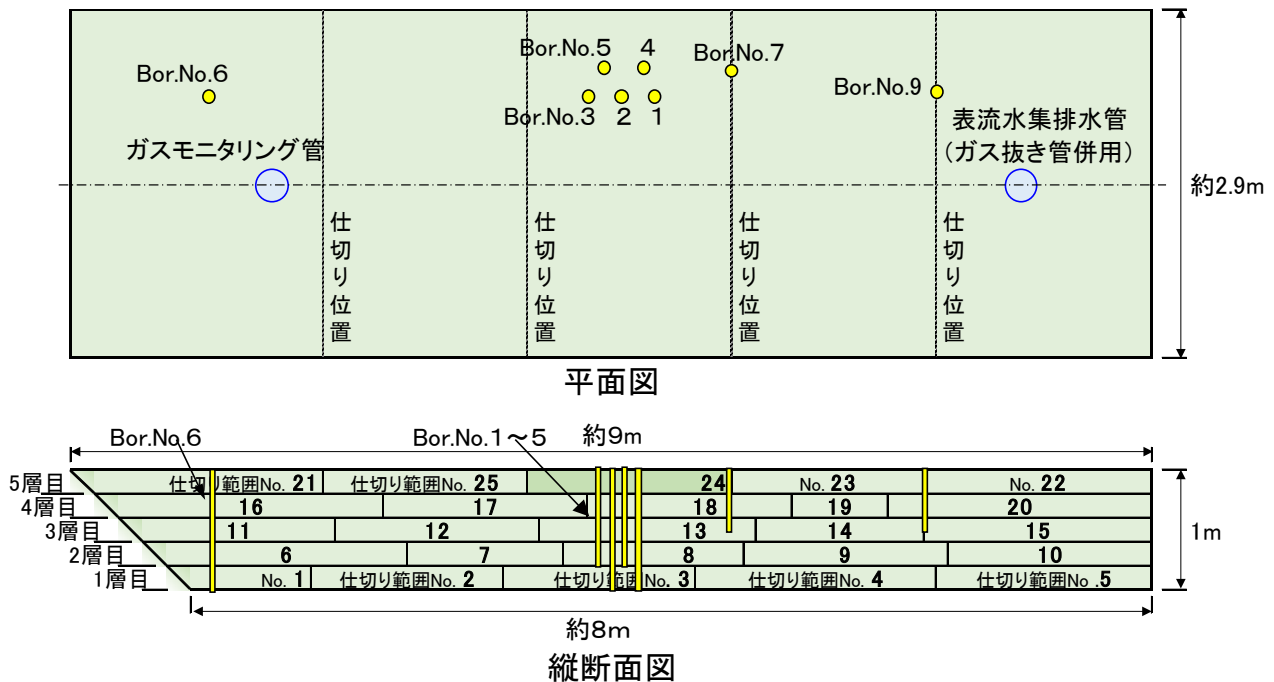 Bor.No.5 4
Bor.No.7
Bor.No.6
Bor.No.9
Bor.No.3 2 1
表流水集排水管
(ガス抜き管併用)
ガスモニタリング管
約2.9m
仕切り位置
仕切り位置
仕切り位置
仕切り位置
平面図
Bor.No.6
Bor.No.1～5
約9m
5層目 仕切り範囲No. 21 仕切り範囲No. 25 24 No. 23 No. 22
4層目 16 17 18 19 20
3層目 11 12 13 14 15
1m
2層目 6 7 8 9 10
1層目 No. 1 仕切り範囲No. 2 仕切り範囲No. 3 仕切り範囲No. 4 仕切り範囲No .5
約8m
縦断面図